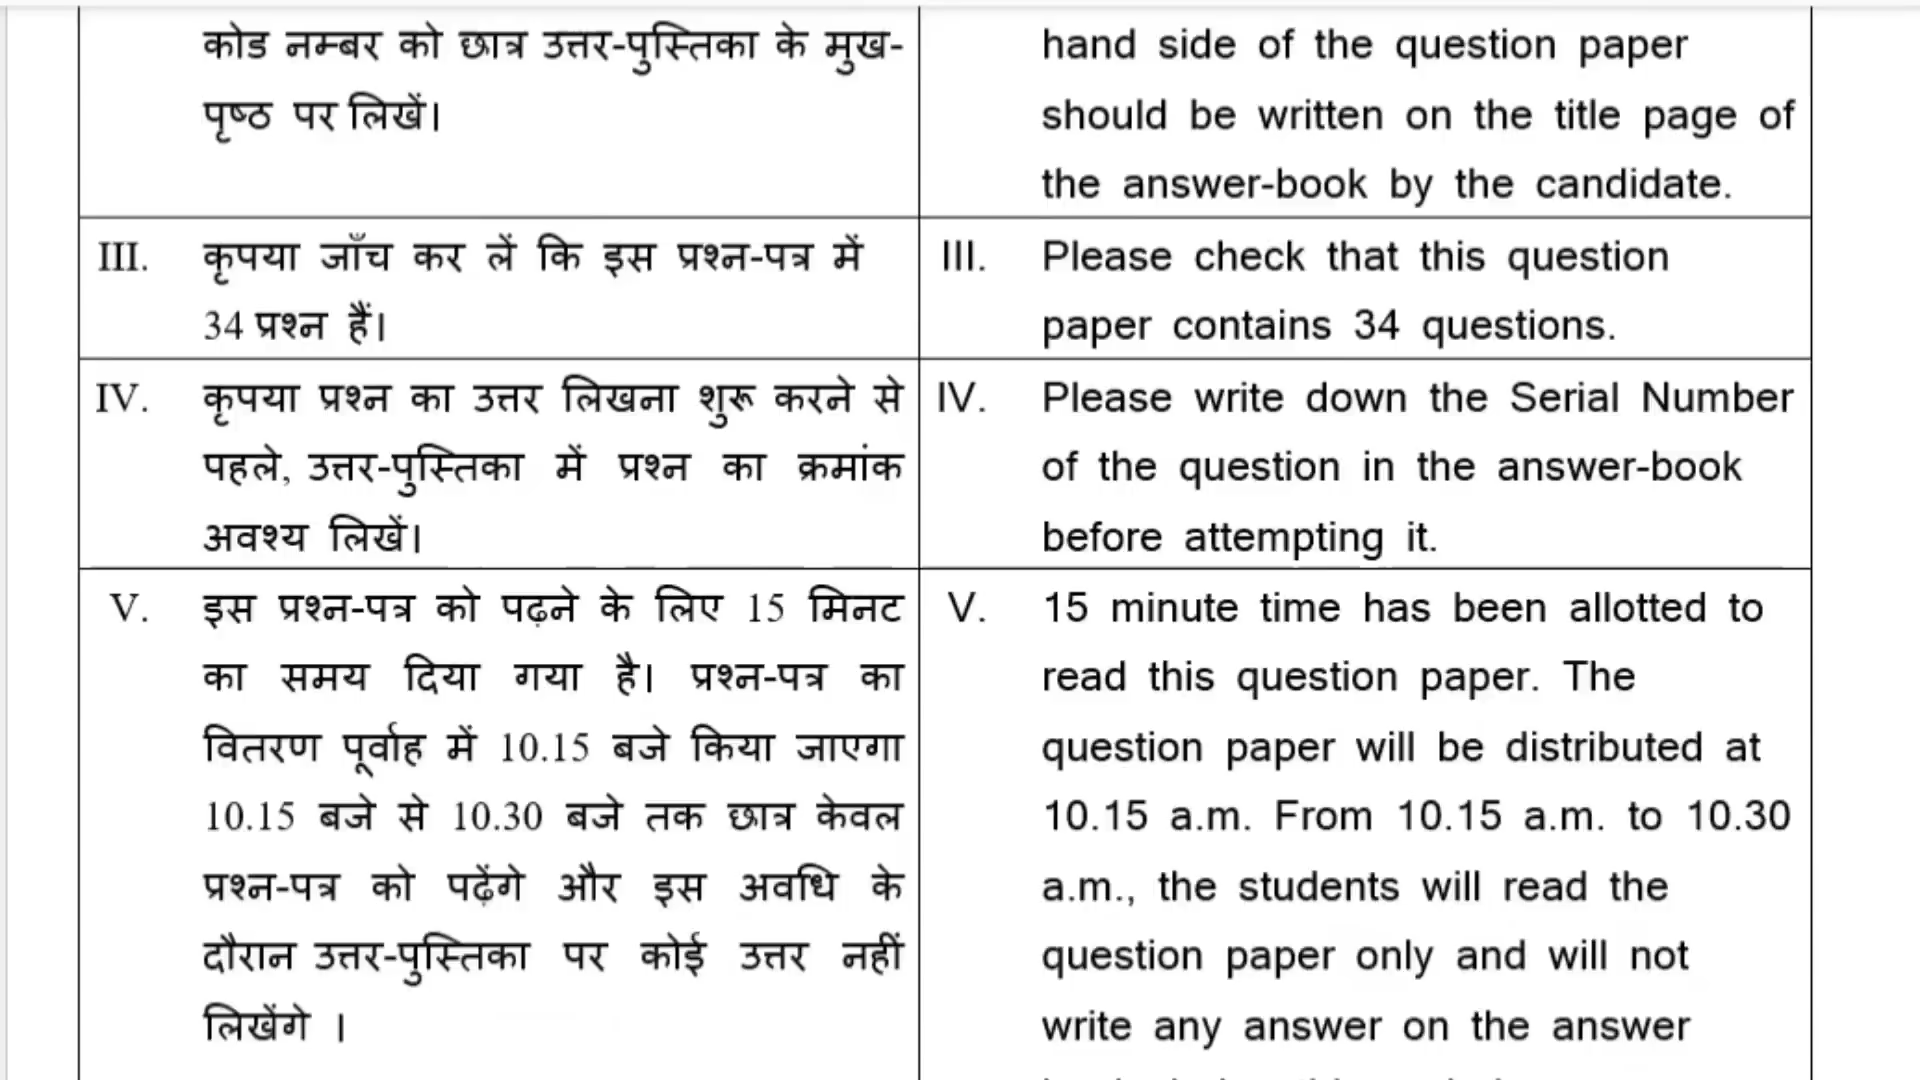 कोड नम्बर को छात्र उत्तर-पुस्तिका के मुख-
पृष्ठ पर लिखें।
hand side of the question paper
should be written on the title page of
the answer-book by the candidate.
III. कृपया जाँच कर लें कि इस प्रश्न-पत्र में
34 प्रश्न हैं।
III. Please check that this question
paper contains 34 questions.
IV. कृपया प्रश्न का उत्तर लिखना शुरू करने से
पहले, उत्तर-पुस्तिका में प्रश्न का क्रमांक
अवश्य लिखें।
IV. Please write down the Serial Number
of the question in the answer-book
before attempting it.
V. इस प्रश्न-पत्र को पढ़ने के लिए 15 मिनट
का समय दिया गया है। प्रश्न-पत्र का
वितरण पूर्वाह में 10.15 बजे किया जाएगा
10.15 बजे से 10.30 बजे तक छात्र केवल
प्रश्न-पत्र को पढ़ेंगे और इस अवधि के
दौरान उत्तर-पुस्तिका पर कोई उत्तर नहीं
लिखेंगे ।
V. 15 minute time has been allotted to
read this question paper. The
question paper will be distributed at
10.15 a.m. From 10.15 a.m. to 10.30
a.m., the students will read the
question paper only and will not
write any answer on the answer